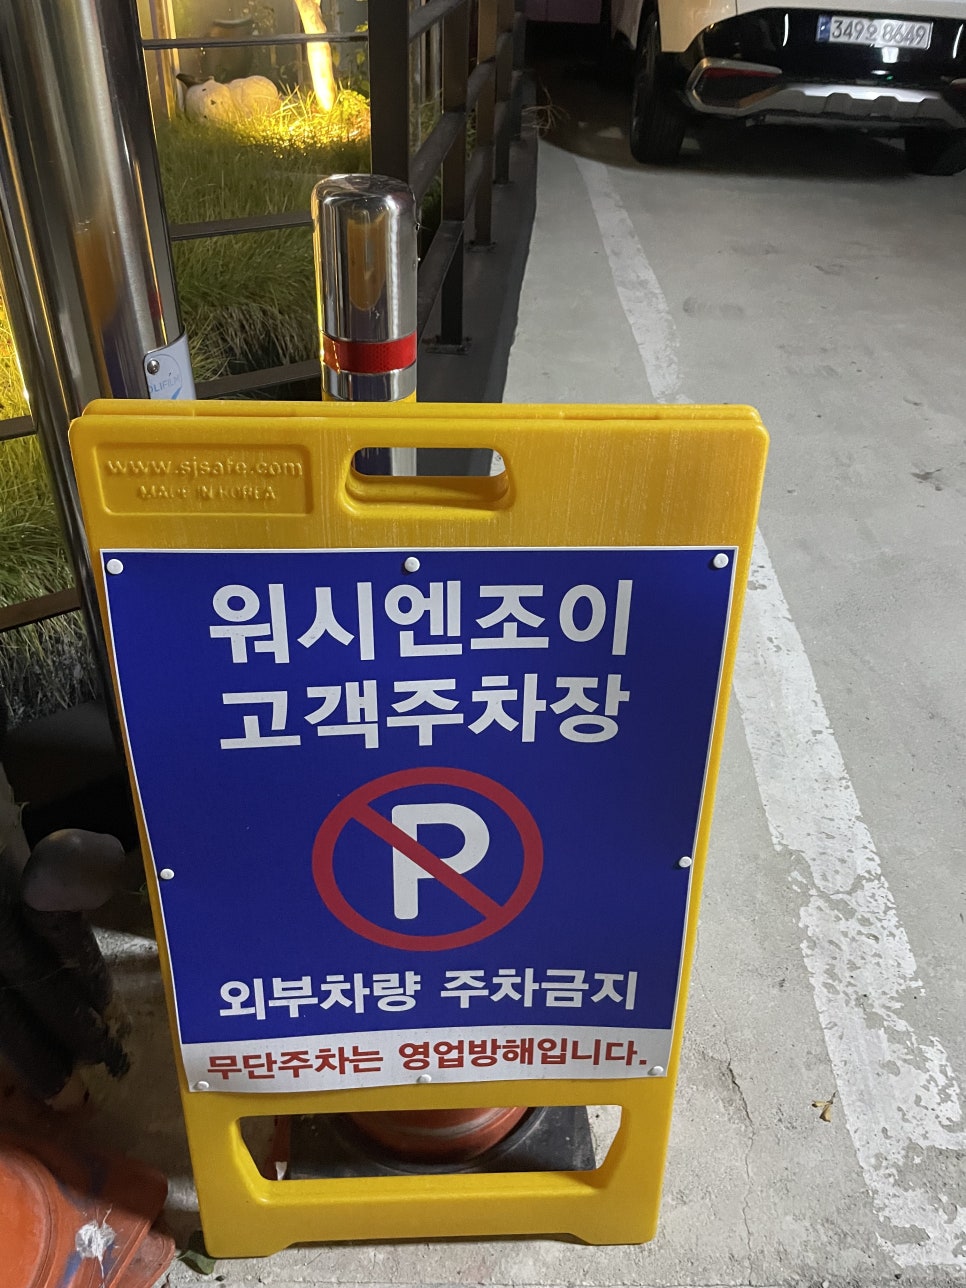 349오 8649
www.sjsafe.com
MADE IN KOREA
워시엔조이
고객주차장
P
외부차량 주차금지
무단주차는 영업방해입니다.